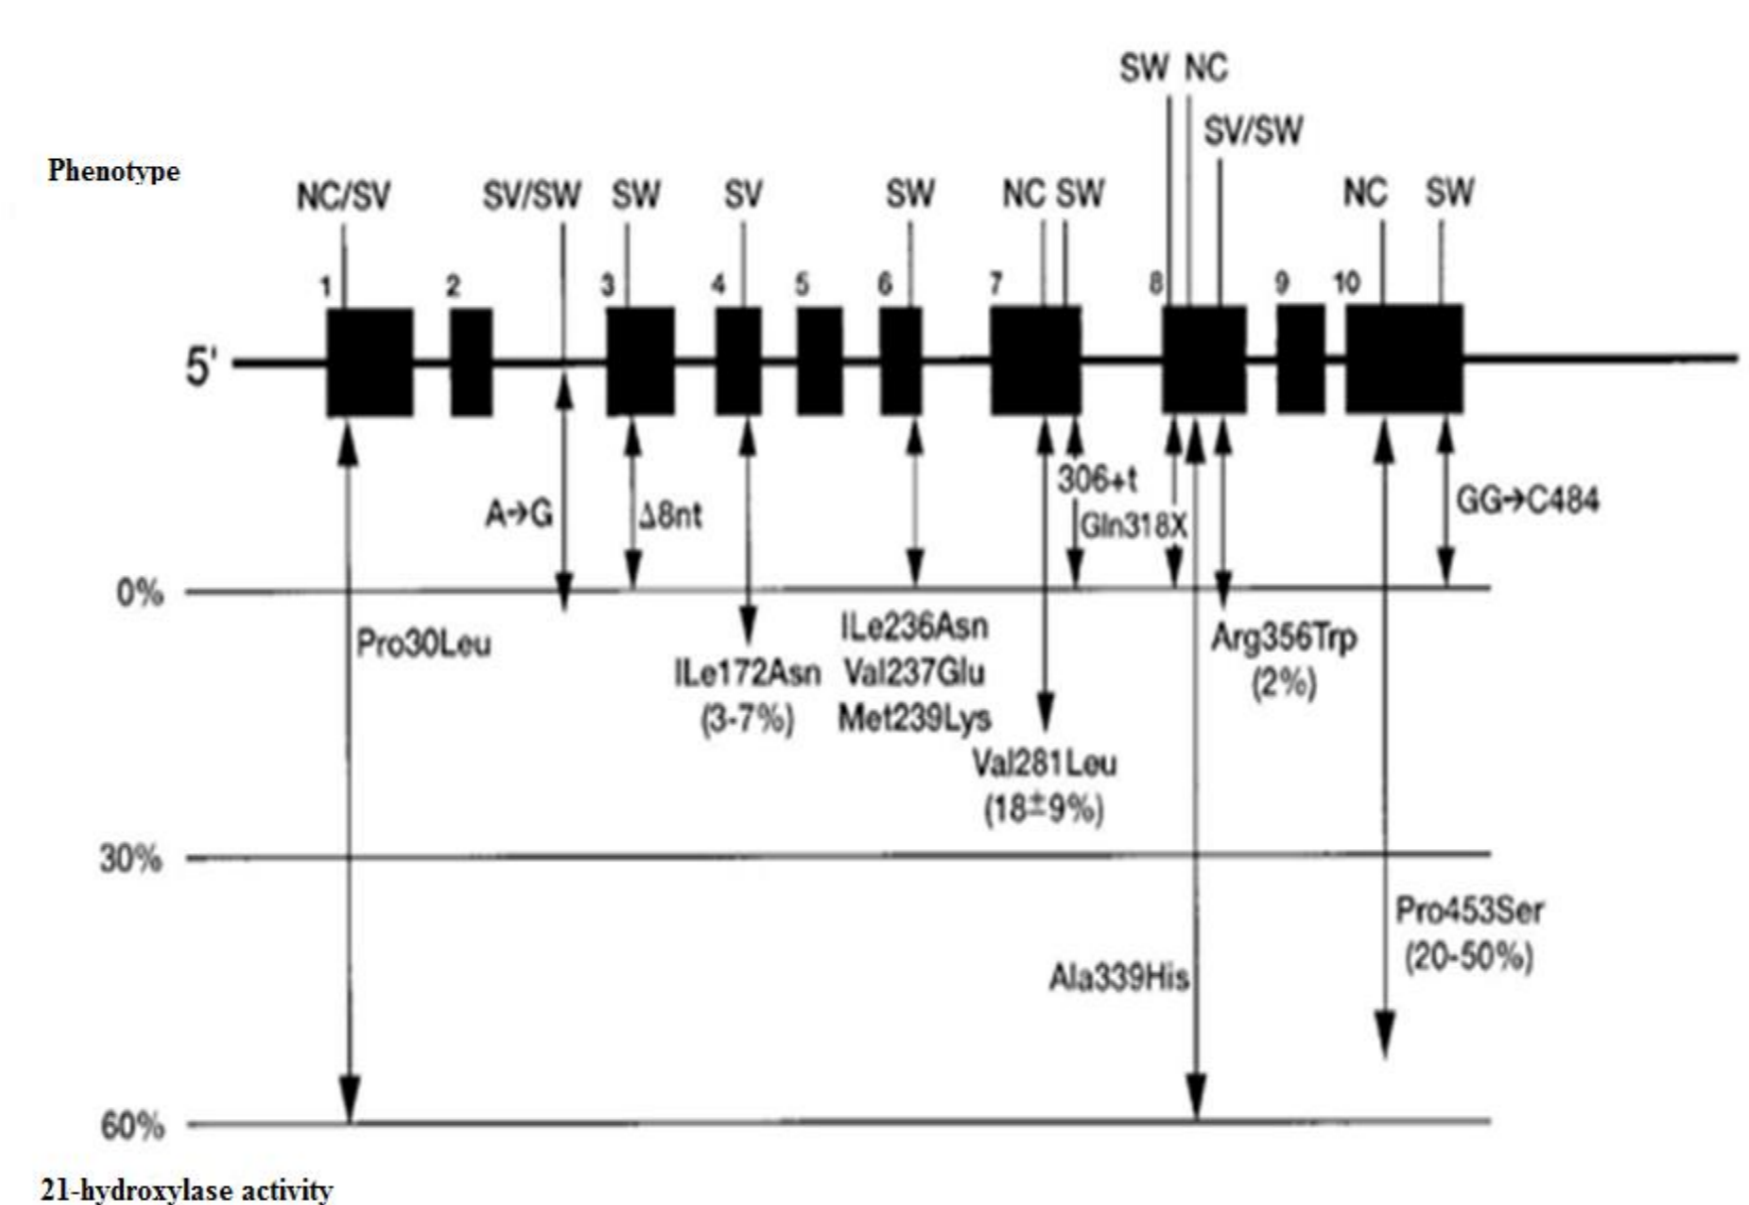 SW NC
SV/SW
Phenotype
NC/SV SV/SW SW SV SW NC SW NC SW
1 2 3 4 5 6 7 8 9 10
5'
306+t
A→G Δ8nt Gln318X GG→C484
0%
Pro30Leu ILe172Asn (3-7%)
ILe236Asn
Val237Glu
Met239Lys
Arg356Trp
(2%)
Val281Leu
(18±9%)
30%
Pro453Ser
(20-50%)
Ala339His
60%
21-hydroxylase activity